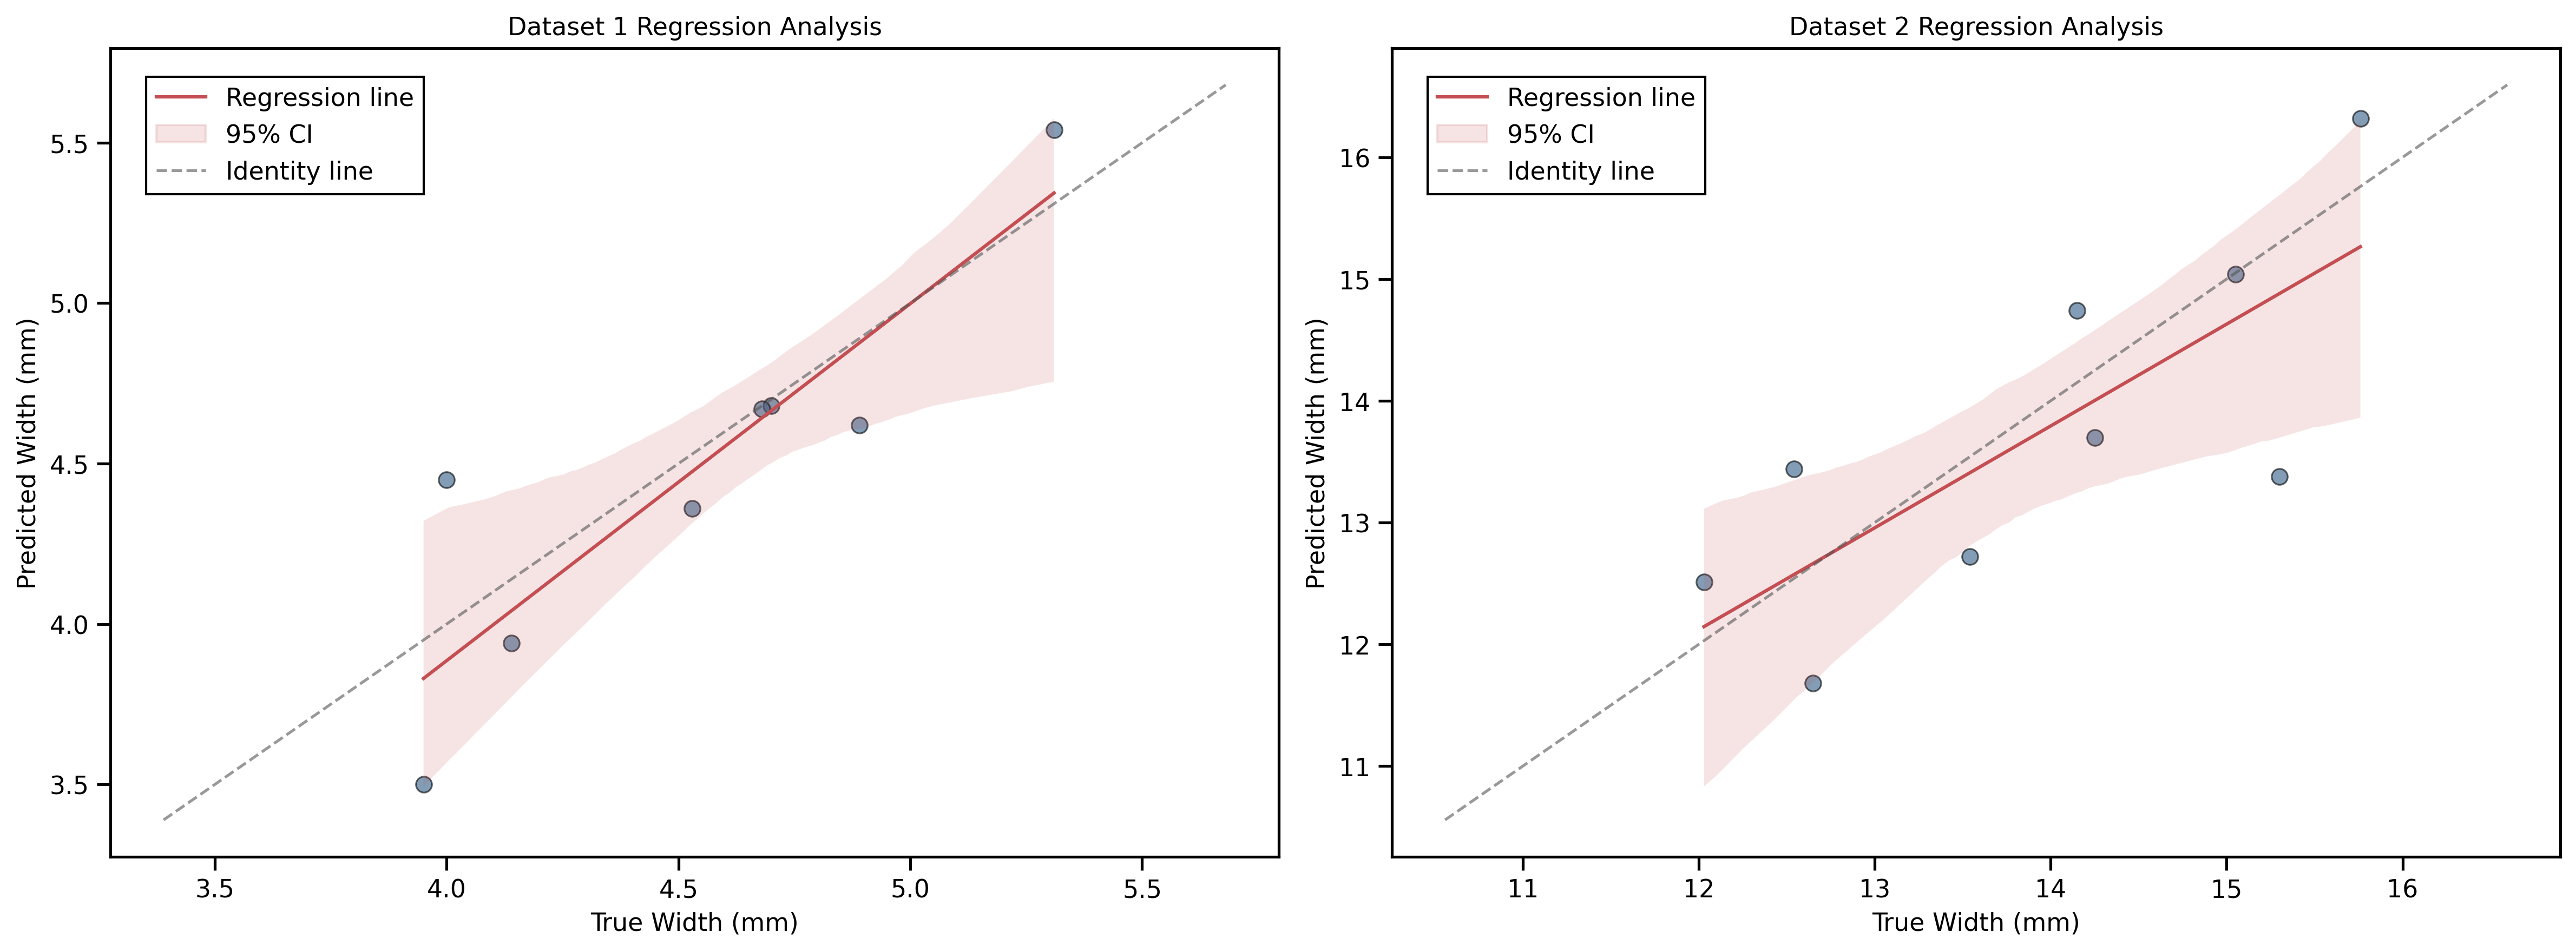 Dataset 1 Regression Analysis
Regression line
95% CI
Identity line
5.5
5.0
4.5
4.0
3.5
Predicted Width (mm)
3.5 4.0 4.5 5.0 5.5
True Width (mm)
Dataset 2 Regression Analysis
Regression line
95% CI
Identity line
16
15
14
13
12
11
Predicted Width (mm)
11 12 13 14 15 16
True Width (mm)